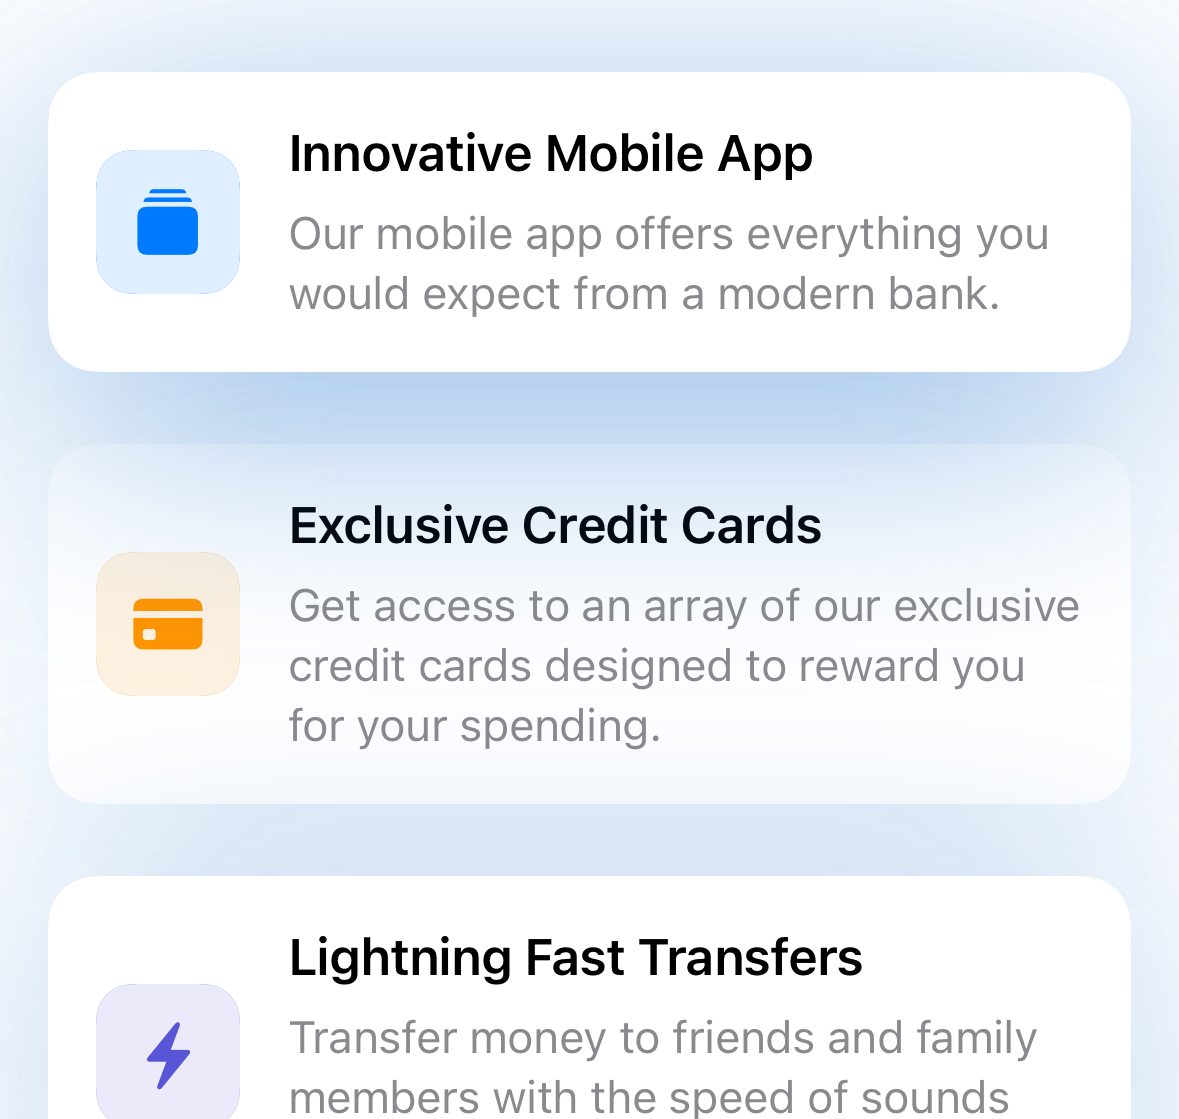 Innovative Mobile App
Our mobile app offers everything you
would expect from a modern bank.
Exclusive Credit Cards
Get access to an array of our exclusive
credit cards designed to reward you
for your spending.
Lightning Fast Transfers
Transfer money to friends and family
members with the speed of sounds